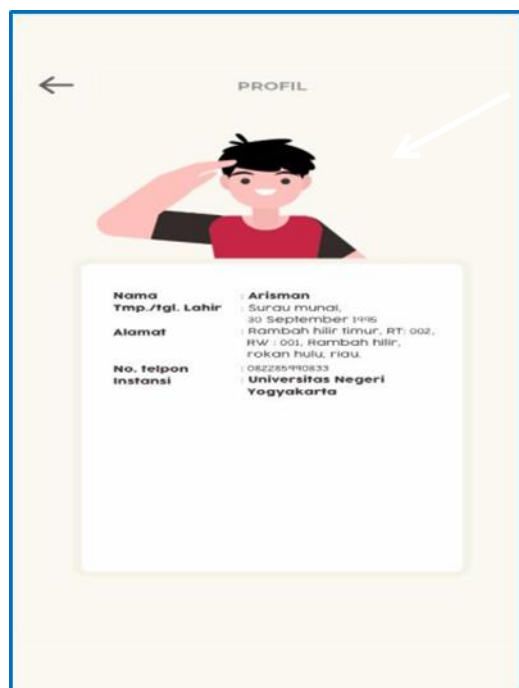 PROFIL
Nama : Arisman
Tmp./tgl. Lahir : Surau munai,
30 September 1995
Alamat : Rambah hilir timur, RT: 002,
RW : 001, Rambah hilir,
rokan hulu, riau.
No. telpon : 082285990833
Instansi : Universitas Negeri
Yogyakarta